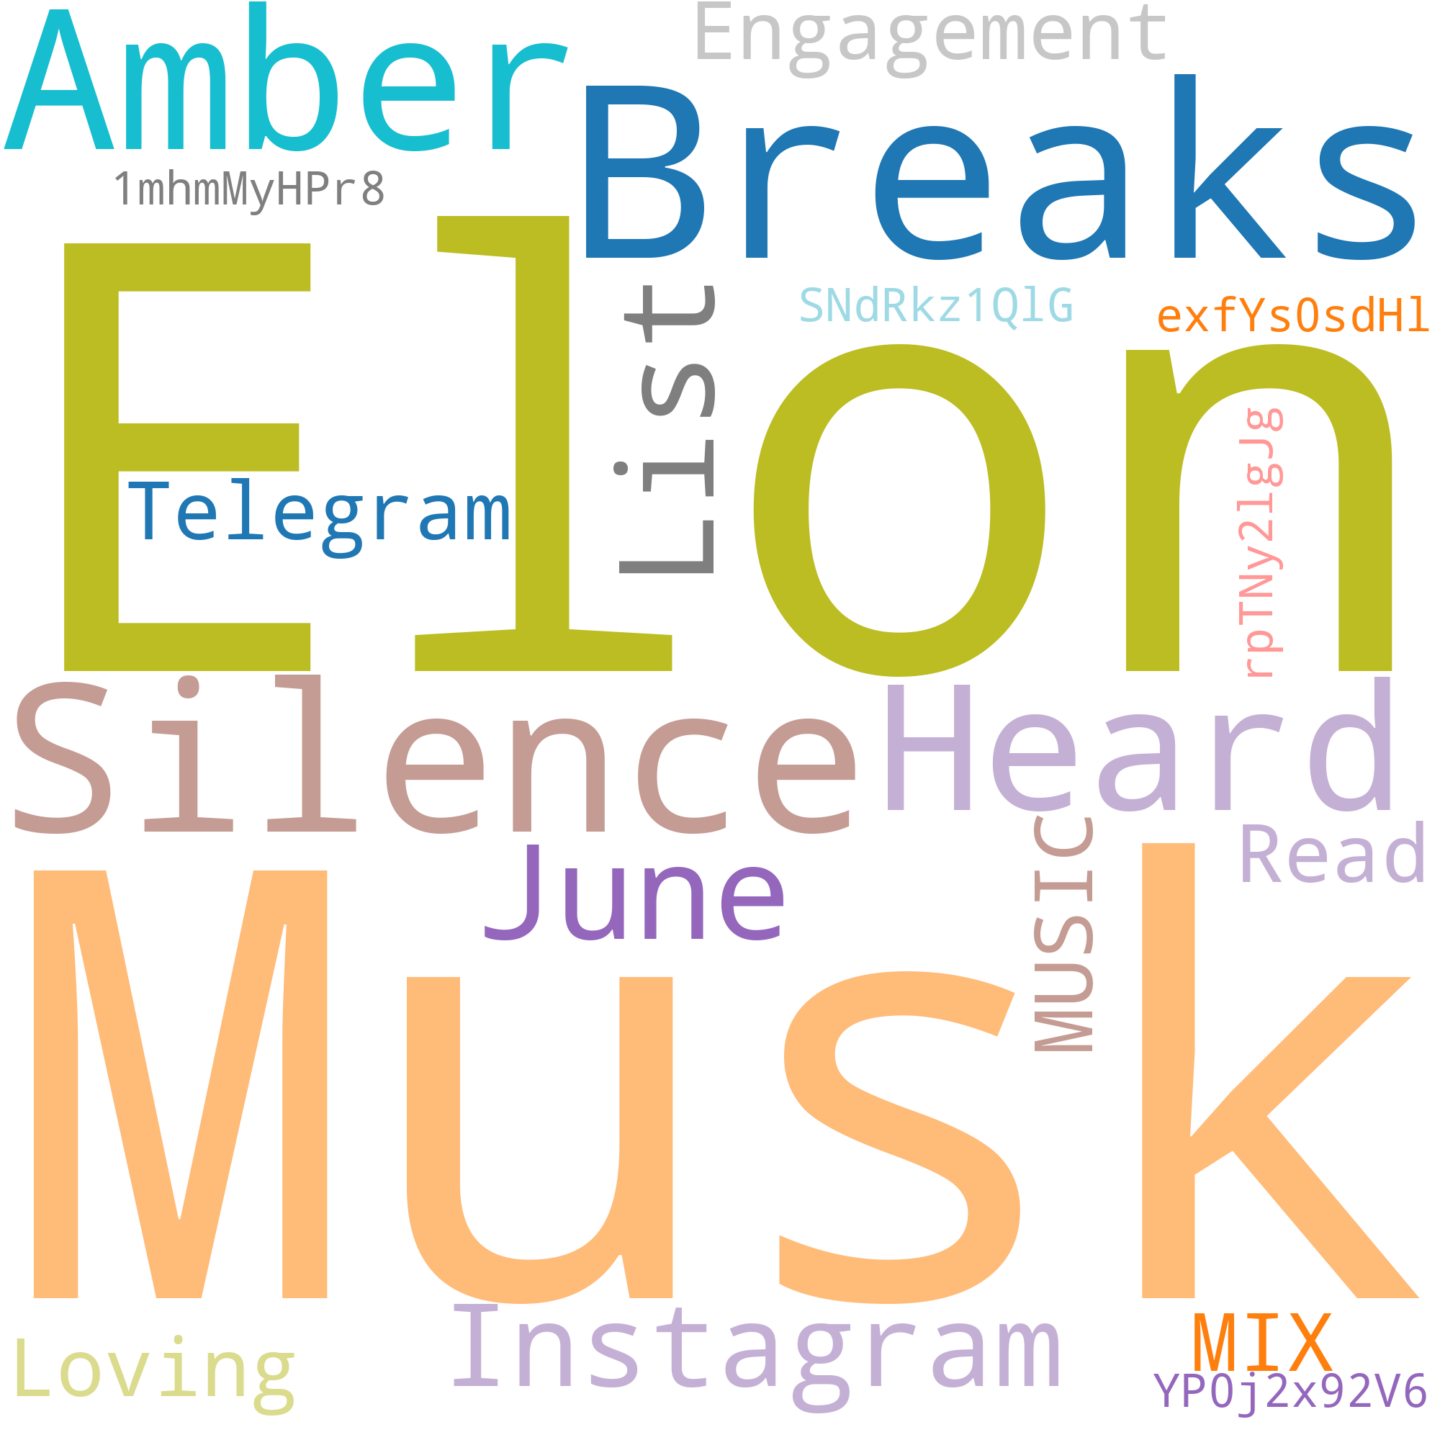 Amber
Engagement
Breaks
1mhmMyHPr8
Elon
List
SNdRkz1QlG
exfYsOsdHl
Telegram
rpTNy2lgJg
Silence
Heard
June
MUSIC
Read
Musk
Loving
Instagram
MIX
YPOj2x92V6